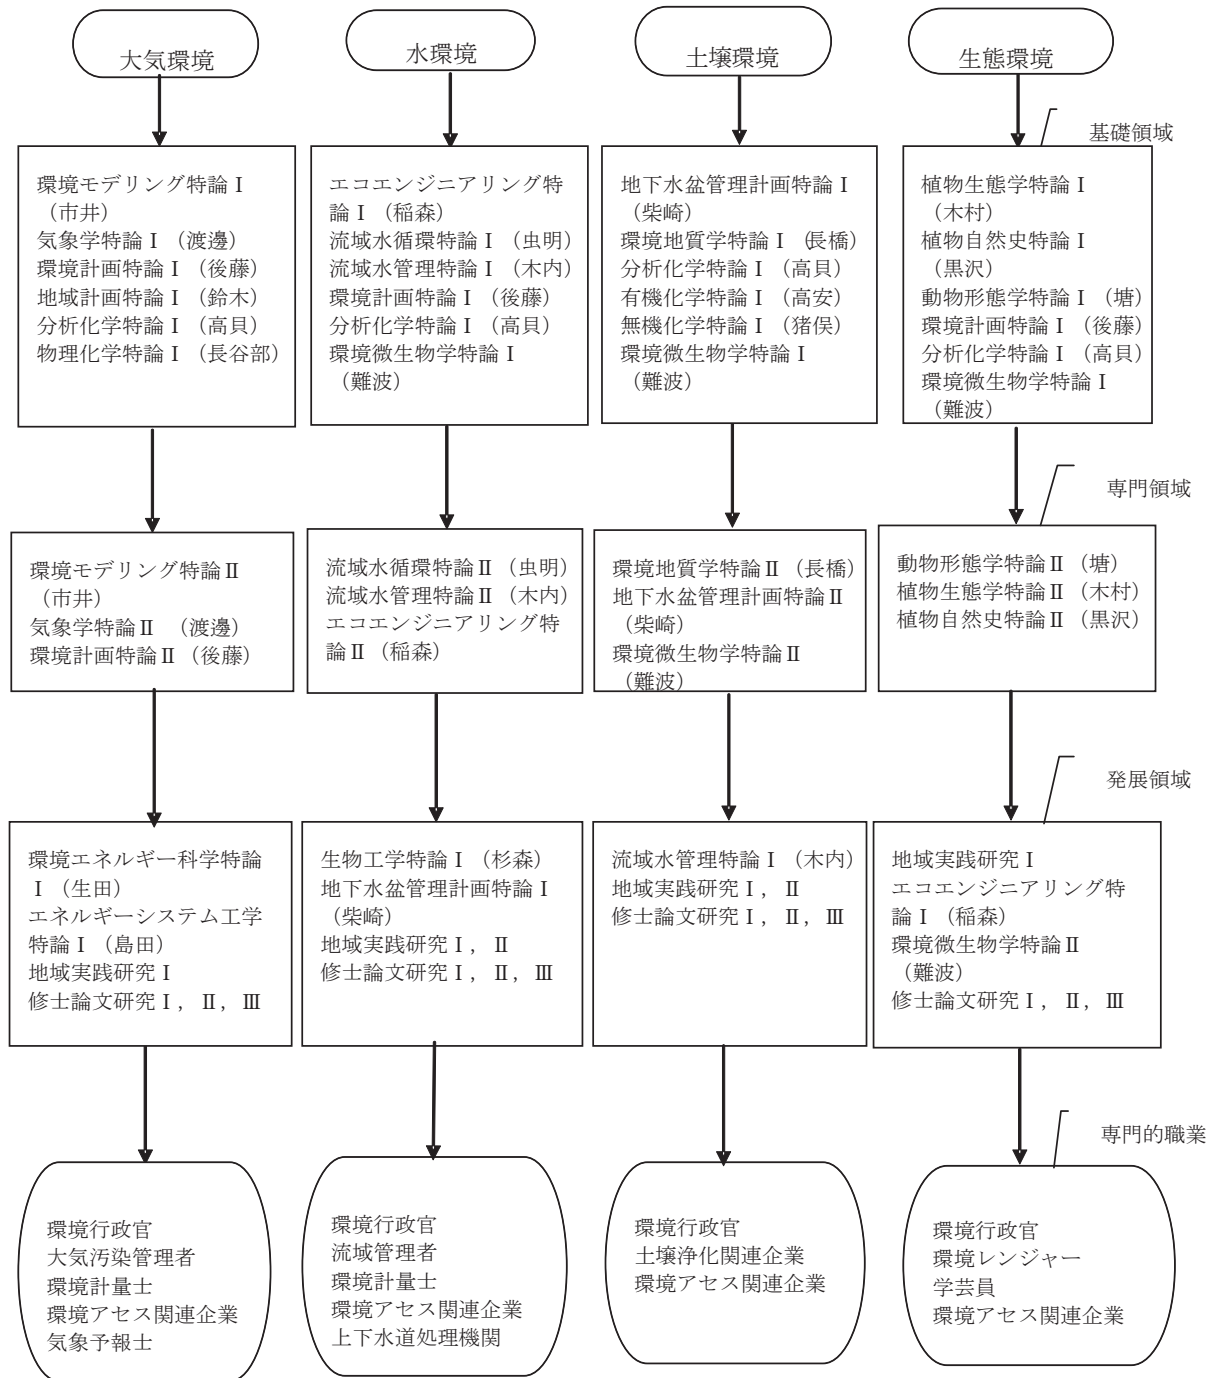 大気環境
水環境
土壌環境
生態環境
基礎領域
環境モデリング特論Ⅰ
（市井）
気象学特論Ⅰ（渡邊）
環境計画特論Ⅰ（後藤）
地域計画特論Ⅰ（鈴木）
分析化学特論Ⅰ（高貝）
物理化学特論Ⅰ（長谷部）
エコエンジニアリング特
論Ⅰ（稲森）
流域水循環特論Ⅰ（虫明）
流域水管理特論Ⅰ（木内）
環境計画特論Ⅰ（後藤）
分析化学特論Ⅰ（高貝）
環境微生物学特論Ⅰ
（難波）
地下水盆管理計画特論Ⅰ
（柴崎）
環境地質学特論Ⅰ（長橋）
分析化学特論Ⅰ（高貝）
有機化学特論Ⅰ（高安）
無機化学特論Ⅰ（猪俣）
環境微生物学特論Ⅰ
（難波）
植物生態学特論Ⅰ
（木村）
植物自然史特論Ⅰ
（黒沢）
動物形態学特論Ⅰ（塘）
環境計画特論Ⅰ（後藤）
分析化学特論Ⅰ（高貝）
環境微生物学特論Ⅰ
（難波）
専門領域
環境モデリング特論Ⅱ
（市井）
気象学特論Ⅱ （渡邊）
環境計画特論Ⅱ（後藤）
流域水循環特論Ⅱ（虫明）
流域水管理特論Ⅱ（木内）
エコエンジニアリング特
論Ⅱ（稲森）
環境地質学特論Ⅱ（長橋）
地下水盆管理計画特論Ⅱ
（柴崎）
環境微生物学特論Ⅱ
（難波）
動物形態学特論Ⅱ（塘）
植物生態学特論Ⅱ（木村）
植物自然史特論Ⅱ（黒沢）
発展領域
環境エネルギー科学特論
Ⅰ（生田）
エネルギーシステム工学
特論Ⅰ（島田）
地域実践研究Ⅰ
修士論文研究Ⅰ，Ⅱ，Ⅲ
生物工学特論Ⅰ（杉森）
地下水盆管理計画特論Ⅰ
（柴崎）
地域実践研究Ⅰ，Ⅱ
修士論文研究Ⅰ，Ⅱ，Ⅲ
流域水管理特論Ⅰ（木内）
地域実践研究Ⅰ，Ⅱ
修士論文研究Ⅰ，Ⅱ，Ⅲ
地域実践研究Ⅰ
エコエンジニアリング特
論Ⅰ（稲森）
環境微生物学特論Ⅱ
（難波）
修士論文研究Ⅰ，Ⅱ，Ⅲ
専門的職業
環境行政官
大気汚染管理者
環境計量士
環境アセス関連企業
気象予報士
環境行政官
流域管理者
環境計量士
環境アセス関連企業
上下水道処理機関
環境行政官
土壌浄化関連企業
環境アセス関連企業
環境行政官
環境レンジャー
学芸員
環境アセス関連企業